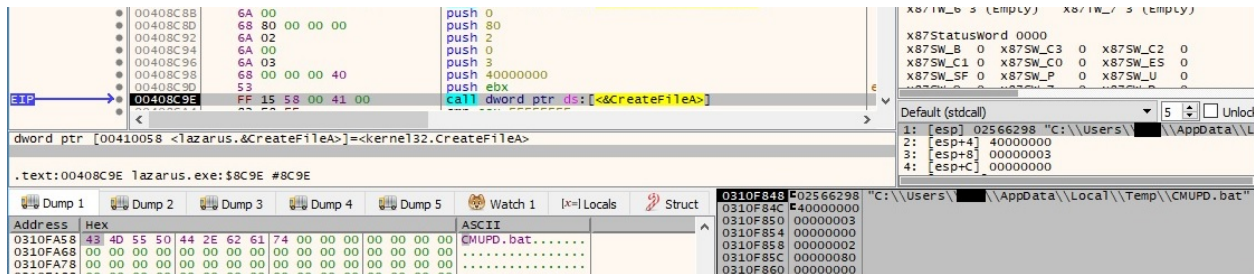 x87TW_6 3 (Empty) x87TW_7 3 (Empty)
00408C8B 6A 00 push 0
00408C8D 68 80 00 00 00 push 80
00408C92 6A 02 push 2
00408C94 6A 00 push 0
00408C96 6A 03 push 3
00408C98 68 00 00 00 40 push 40000000
00408C9D 53 push ebx
EIP 00408C9E FF 15 58 00 41 00 call dword ptr ds:[<&CreateFileA>]
x87StatusWord 0000
x87SW_B 0 x87SW_C3 0 x87SW_C2 0
x87SW_C1 0 x87SW_C0 0 x87SW_ES 0
x87SW_SF 0 x87SW_P 0 x87SW_U 0
Default (stdcall) 5 Unlock
1: [esp] 02566298 "C:\\Users\\ \\AppData\\L
2: [esp+4] 40000000
3: [esp+8] 00000003
4: [esp+C] 00000000
dword ptr [00410058 <lazarus.&CreateFileA>]=<kernel32.CreateFileA>
.text:00408C9E lazarus.exe:$8C9E #8C9E
Dump 1 Dump 2 Dump 3 Dump 4 Dump 5 Watch 1 [x=] Locals Struct
Address Hex ASCII
0310FA58 43 4D 55 50 44 2E 62 61 74 00 00 00 00 00 00 00 CMUPD.bat.......
0310FA68 00 00 00 00 00 00 00 00 00 00 00 00 00 00 00 00 ................
0310FA78 00 00 00 00 00 00 00 00 00 00 00 00 00 00 00 00 ................
0310F848 02566298 "C:\\Users\\ \\AppData\\Local\\Temp\\CMUPD.bat"
0310F84C 40000000
0310F850 00000003
0310F854 00000000
0310F858 00000002
0310F85C 00000080
0310F860 00000000